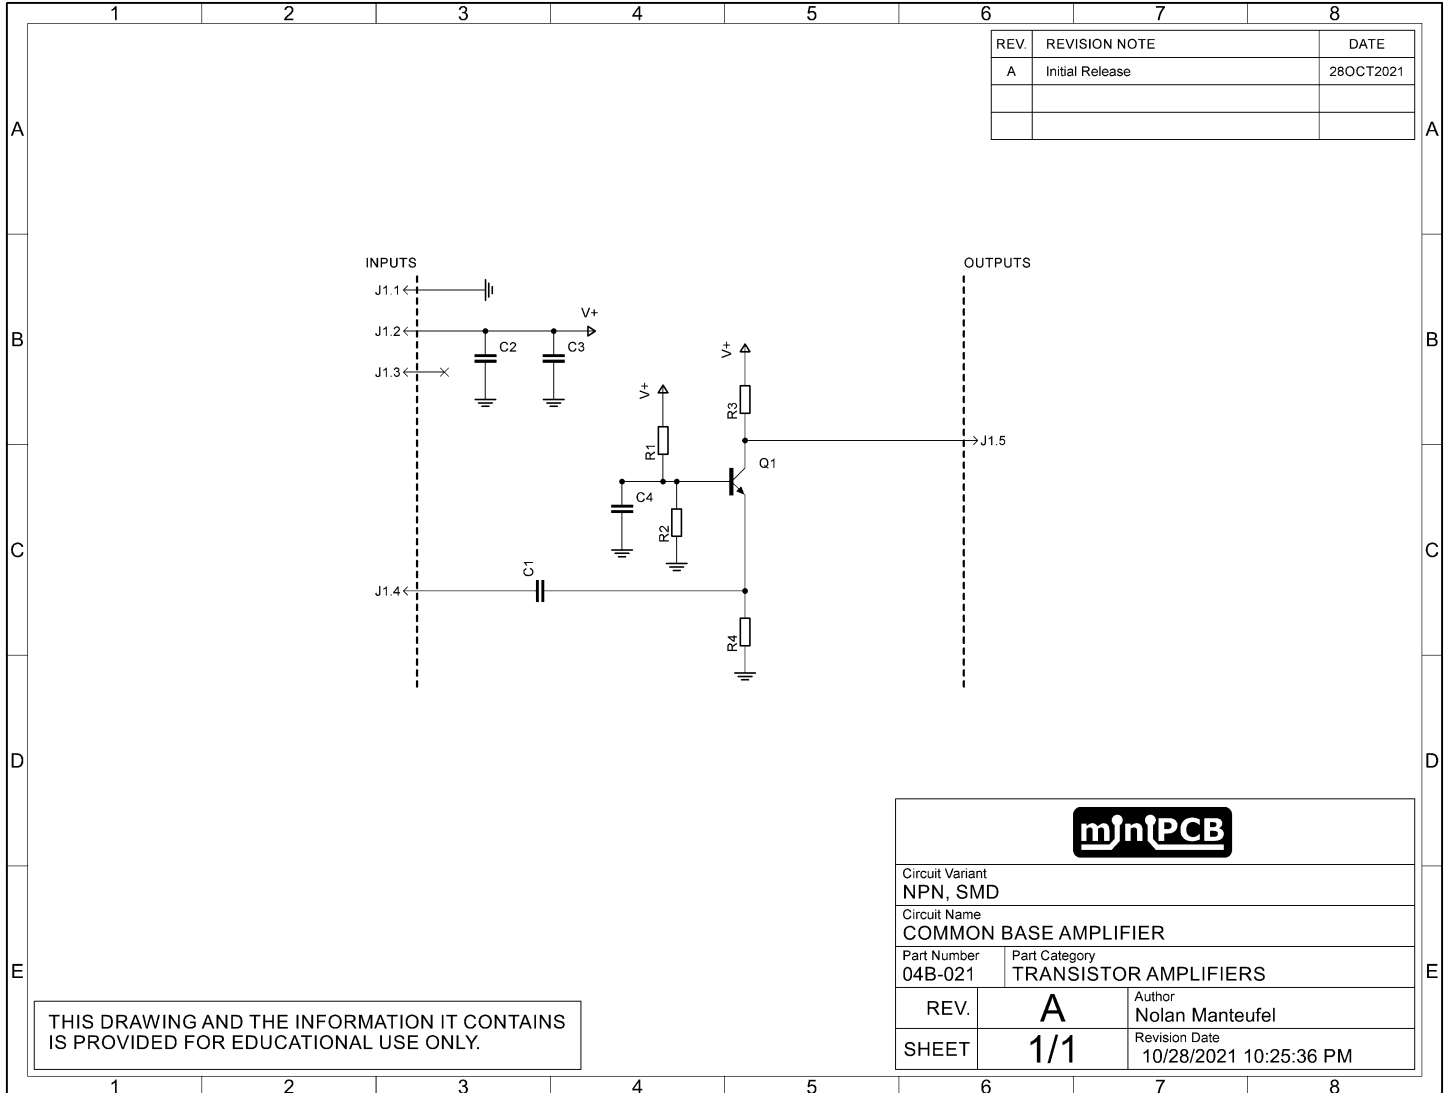 1 2 3 4 5 6 7 8
REV. REVISION NOTE DATE
A Initial Release 28OCT2021
A A
INPUTS OUTPUTS
J1.1
V+
J1.2
B B
C2 C3
V+
J1.3
V+
R3
J1.5
R1
Q1
C4
R2
C C
C1
J1.4
R4
D D
miniPCB
Circuit Variant
NPN, SMD
Circuit Name
COMMON BASE AMPLIFIER
Part Number Part Category
04B-021 TRANSISTOR AMPLIFIERS
E E
REV. A Author
Nolan Manteufel
SHEET 1/1 Revision Date
10/28/2021 10:25:36 PM
THIS DRAWING AND THE INFORMATION IT CONTAINS
IS PROVIDED FOR EDUCATIONAL USE ONLY.
1 2 3 4 5 6 7 8